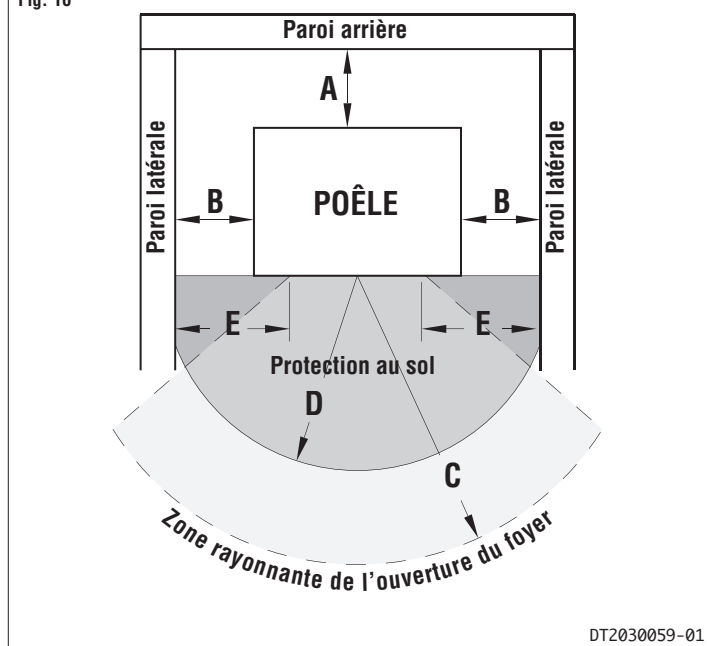 Fig. 10
Paroi arrière
A
Paroi latérale
B
POÊLE
B
Paroi latérale
E
E
Protection au sol
D
C
Zone rayonnante de l'ouverture du foyer
DT2030059-01